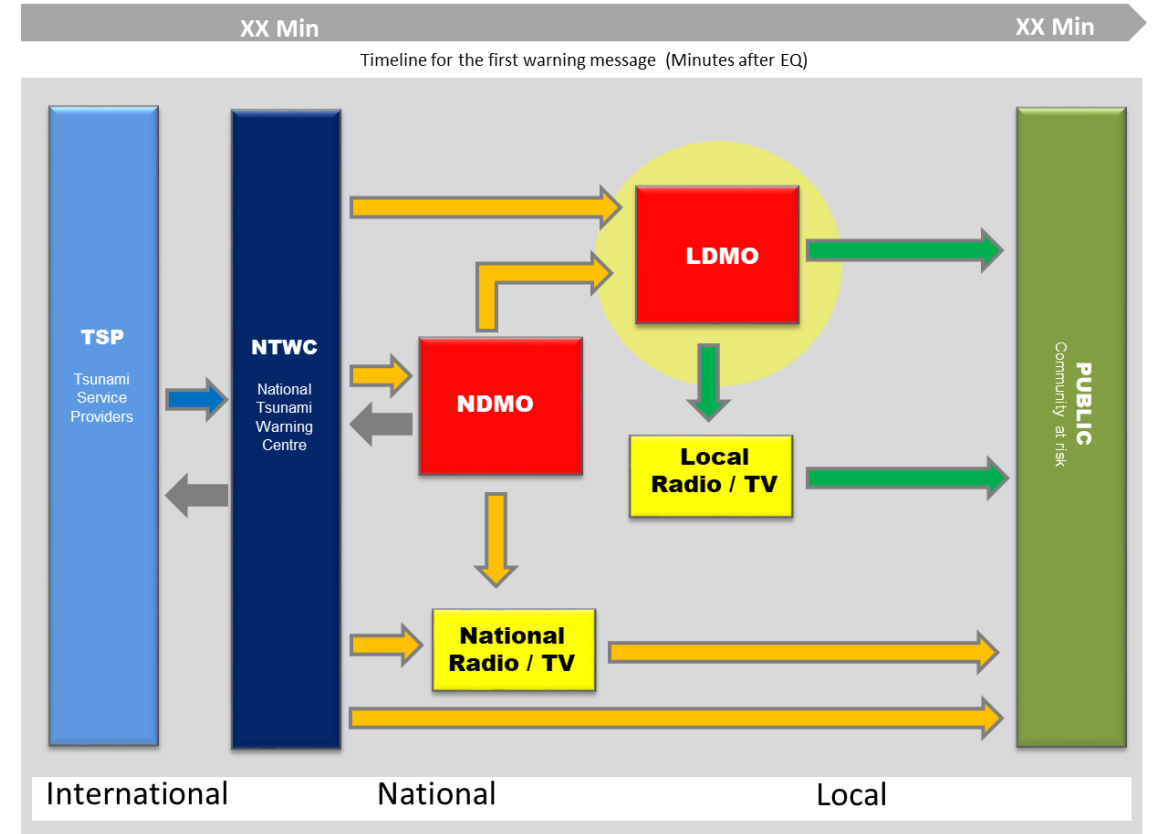 XX Min
XX Min
Timeline for the first warning message  (Minutes after EQ)
TSP
Tsunami
Service
Providers
NTWC
National
Tsunami
Warning
Centre
NDMO
LDMO
Local
Radio / TV
National
Radio / TV
PUBLIC
Community at risk
International
National
Local